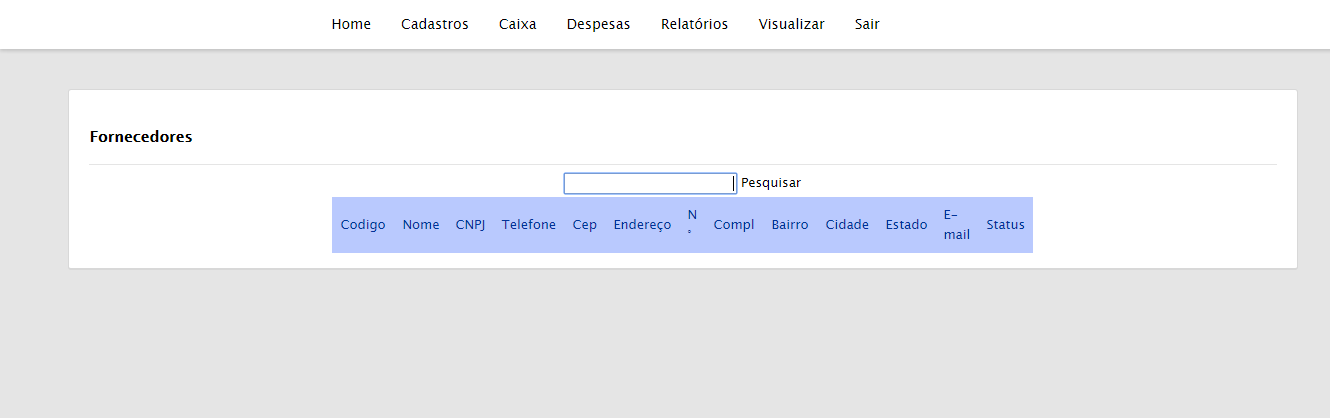 Home Cadastros Caixa Despesas Relatórios Visualizar Sair
Fornecedores
Pesquisar
Codigo Nome CNPJ Telefone Cep Endereço N° Compl Bairro Cidade Estado E-mail Status